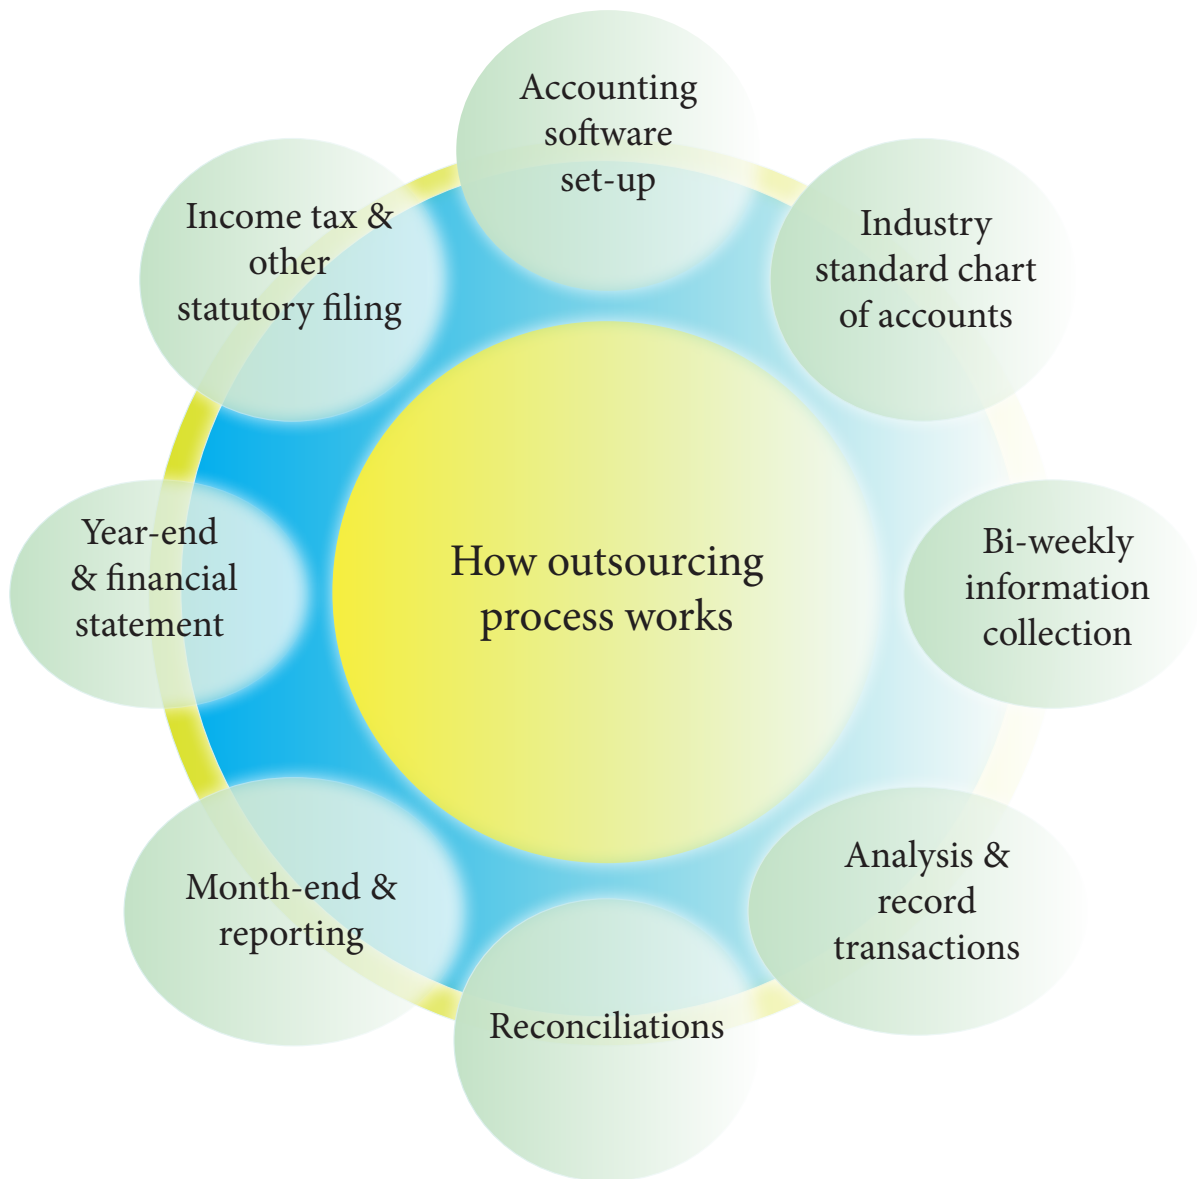 Accounting
software
set-up
Industry
standard chart
of accounts
Bi-weekly
information
collection
Analysis &
record
transactions
Reconciliations
Month-end &
reporting
Year-end
& financial
statement
Income tax &
other
statutory filing
How outsourcing
process works